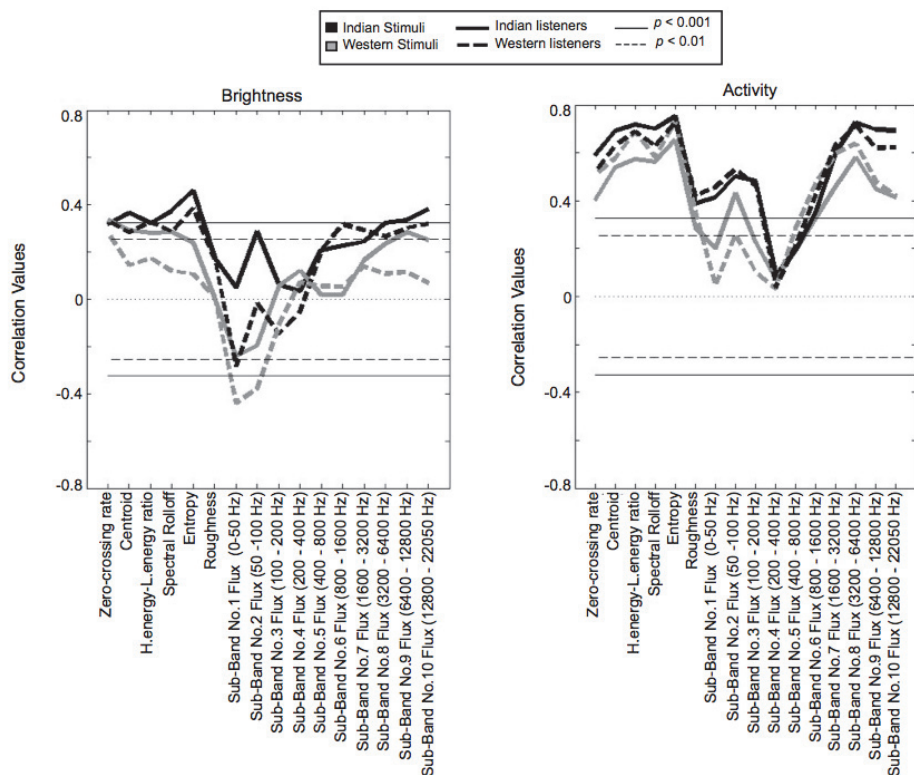 Indian Stimuli Indian listeners p < 0.001
Western Stimuli Western listeners p < 0.01
Brightness
0.8
0.4
0
-0.4
-0.8
Correlation Values
Zero-crossing rate
Centroid
H.energy-L.energy ratio
Spectral Rolloff
Entropy
Roughness
Sub-Band No.1 Flux (0-50 Hz)
Sub-Band No.2 Flux (50 -100 Hz)
Sub-Band No.3 Flux (100 - 200 Hz)
Sub-Band No.4 Flux (200 - 400 Hz)
Sub-Band No.5 Flux (400 - 800 Hz)
Sub-Band No.6 Flux (800 - 1600 Hz)
Sub-Band No.7 Flux (1600 - 3200 Hz)
Sub-Band No.8 Flux (3200 - 6400 Hz)
Sub-Band No.9 Flux (6400 - 12800 Hz)
Sub-Band No.10 Flux (12800 - 22050 Hz)
Activity
0.8
0.4
0
-0.4
-0.8
Correlation Values
Zero-crossing rate
Centroid
H.energy-L.energy ratio
Spectral Rolloff
Entropy
Roughness
Sub-Band No.1 Flux (0-50 Hz)
Sub-Band No.2 Flux (50 -100 Hz)
Sub-Band No.3 Flux (100 - 200 Hz)
Sub-Band No.4 Flux (200 - 400 Hz)
Sub-Band No.5 Flux (400 - 800 Hz)
Sub-Band No.6 Flux (800 - 1600 Hz)
Sub-Band No.7 Flux (1600 - 32000 Hz)
Sub-Band No.8 Flux (3200 - 6400 Hz)
Sub-Band No.9 Flux (6400 - 12800 Hz)
Sub-Band No.10 Flux (12800 - 22050 Hz)